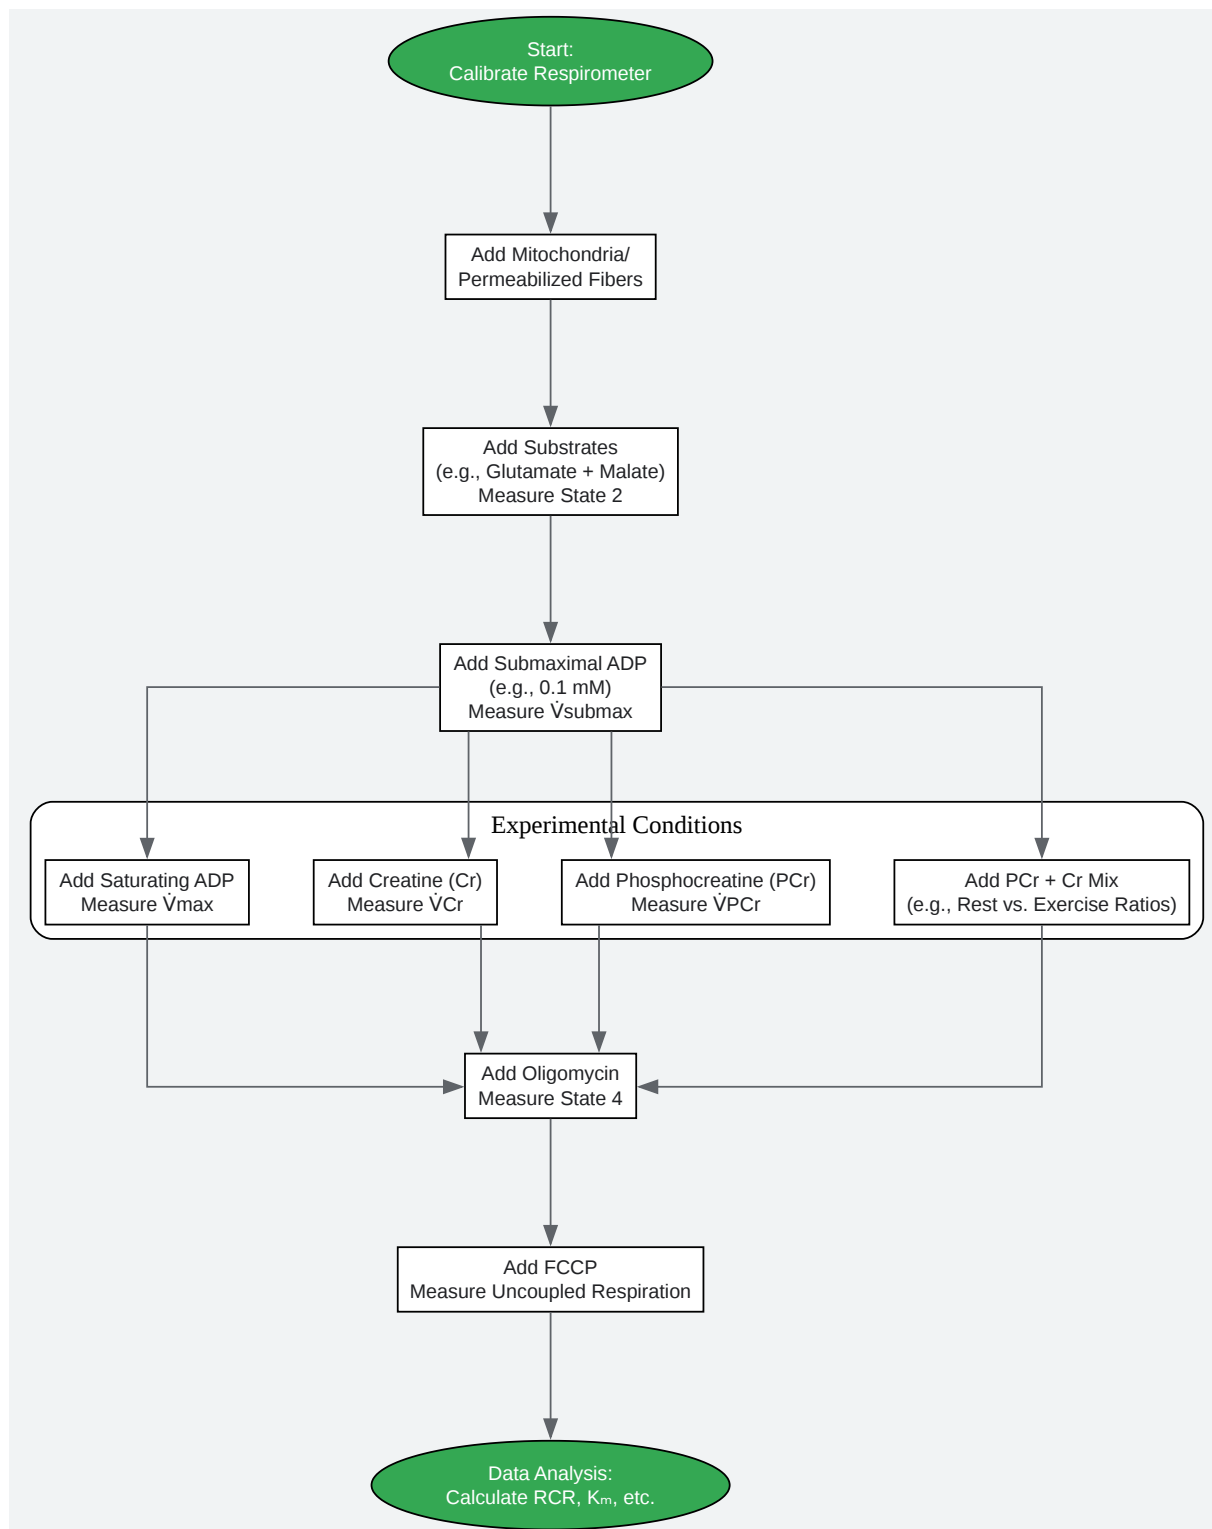 Start:
Calibrate Respirometer
Add Mitochondria/
Permeabilized Fibers
Add Substrates
(e.g., Glutamate + Malate)
Measure State 2
Add Submaximal ADP
(e.g., 0.1 mM)
Measure V̇submax
Experimental Conditions
Add Saturating ADP
Measure V̇max
Add Creatine (Cr)
Measure V̇Cr
Add Phosphocreatine (PCr)
Measure V̇PCr
Add PCr + Cr Mix
(e.g., Rest vs. Exercise Ratios)
Add Oligomycin
Measure State 4
Add FCCP
Measure Uncoupled Respiration
Data Analysis:
Calculate RCR, Kₘ, etc.